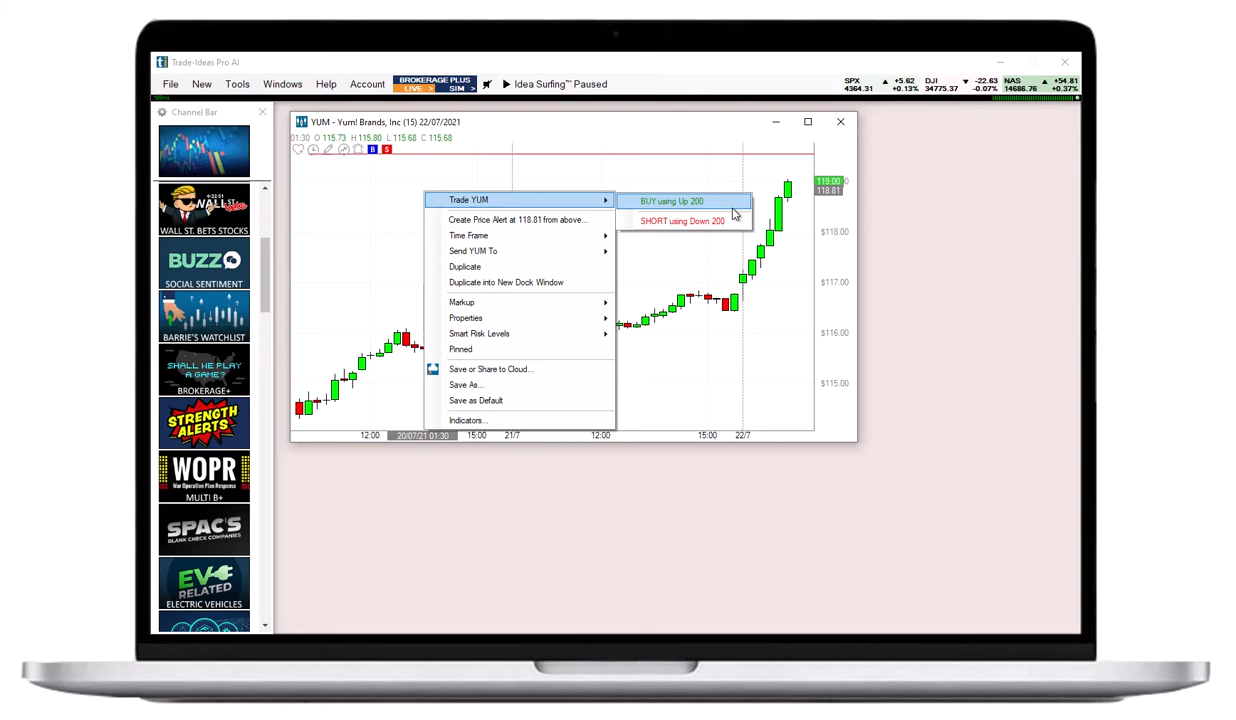 Trade-Ideas Pro AI
File New Tools Windows Help Account
BROKERAGE PLUS
LIVE > SIM >
Idea Surfing™ Paused
SPX 4364.31 +5.62 +0.13%
DJI 34775.37 -22.63 -0.07%
NAS 14686.76 +54.81 +0.37%
Channel Bar
WALL ST. BETS STOCKS
BUZZ
SOCIAL SENTIMENT
BARRIE'S WATCHLIST
SHALL WE PLAY
A GAME?
BROKERAGE+
STRENGTH
ALERTS
WOPR
War Operation Plan Response
MULTI B+
SPAC'S
BLANK CHECK COMPANIES
EV
RELATED
ELECTRIC VEHICLES
YUM - Yum! Brands, Inc (15) 22/07/2021
01:30 O 115.73 H 115.80 L 115.68 C 115.68
B S
Trade YUM
BUY using Up 200
SHORT using Down 200
Create Price Alert at 118.81 from above...
Time Frame
Send YUM To
Duplicate
Duplicate into New Dock Window
Markup
Properties
Smart Risk Levels
Pinned
Save or Share to Cloud...
Save As...
Save as Default
Indicators...
119.00
118.81
$118.00
$117.00
$116.00
$115.00
12:00 20/07/21 01:30 15:00 21/7 12:00 15:00 22/7